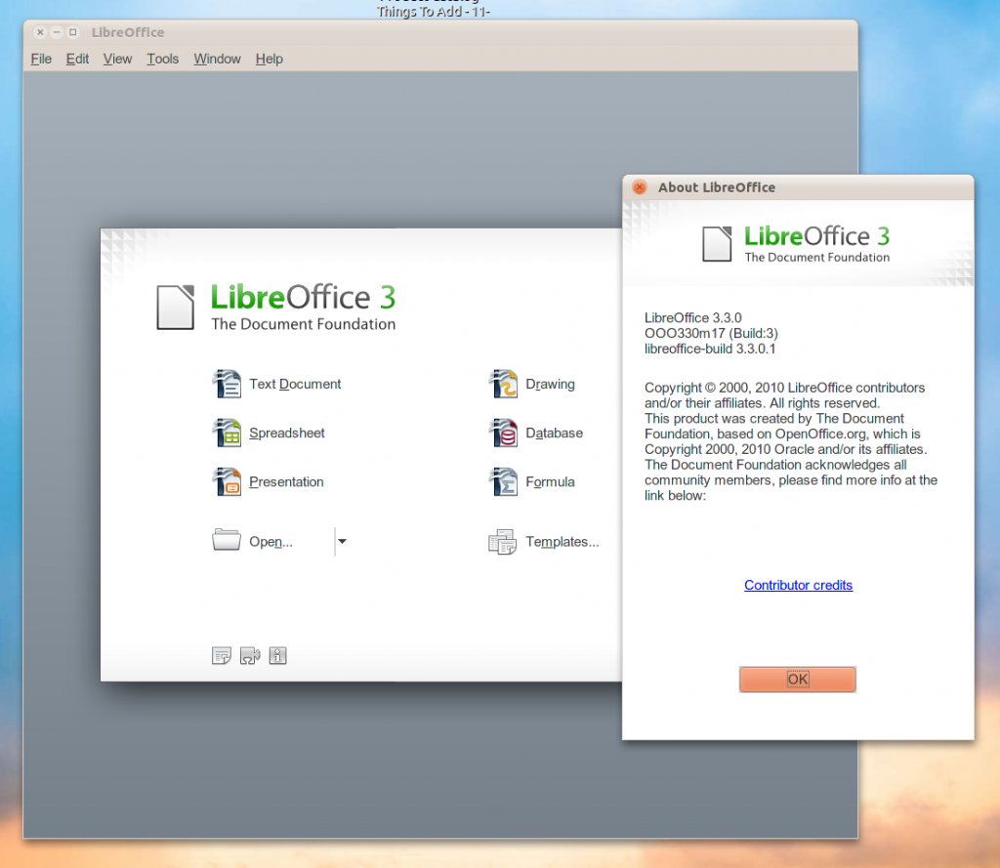 Things To Add - 11-
LibreOffice
File Edit View Tools Window Help
LibreOffice 3
The Document Foundation
Text Document
Spreadsheet
Presentation
Open...
Drawing
Database
Formula
Templates...
About LibreOffice
LibreOffice 3
The Document Foundation
LibreOffice 3.3.0
OOO330m17 (Build:3)
libreoffice-build 3.3.0.1
Copyright © 2000, 2010 LibreOffice contributors
and/or their affiliates. All rights reserved.
This product was created by The Document
Foundation, based on OpenOffice.org, which is
Copyright 2000, 2010 Oracle and/or its affiliates.
The Document Foundation acknowledges all
community members, please find more info at the
link below:
Contributor credits
OK